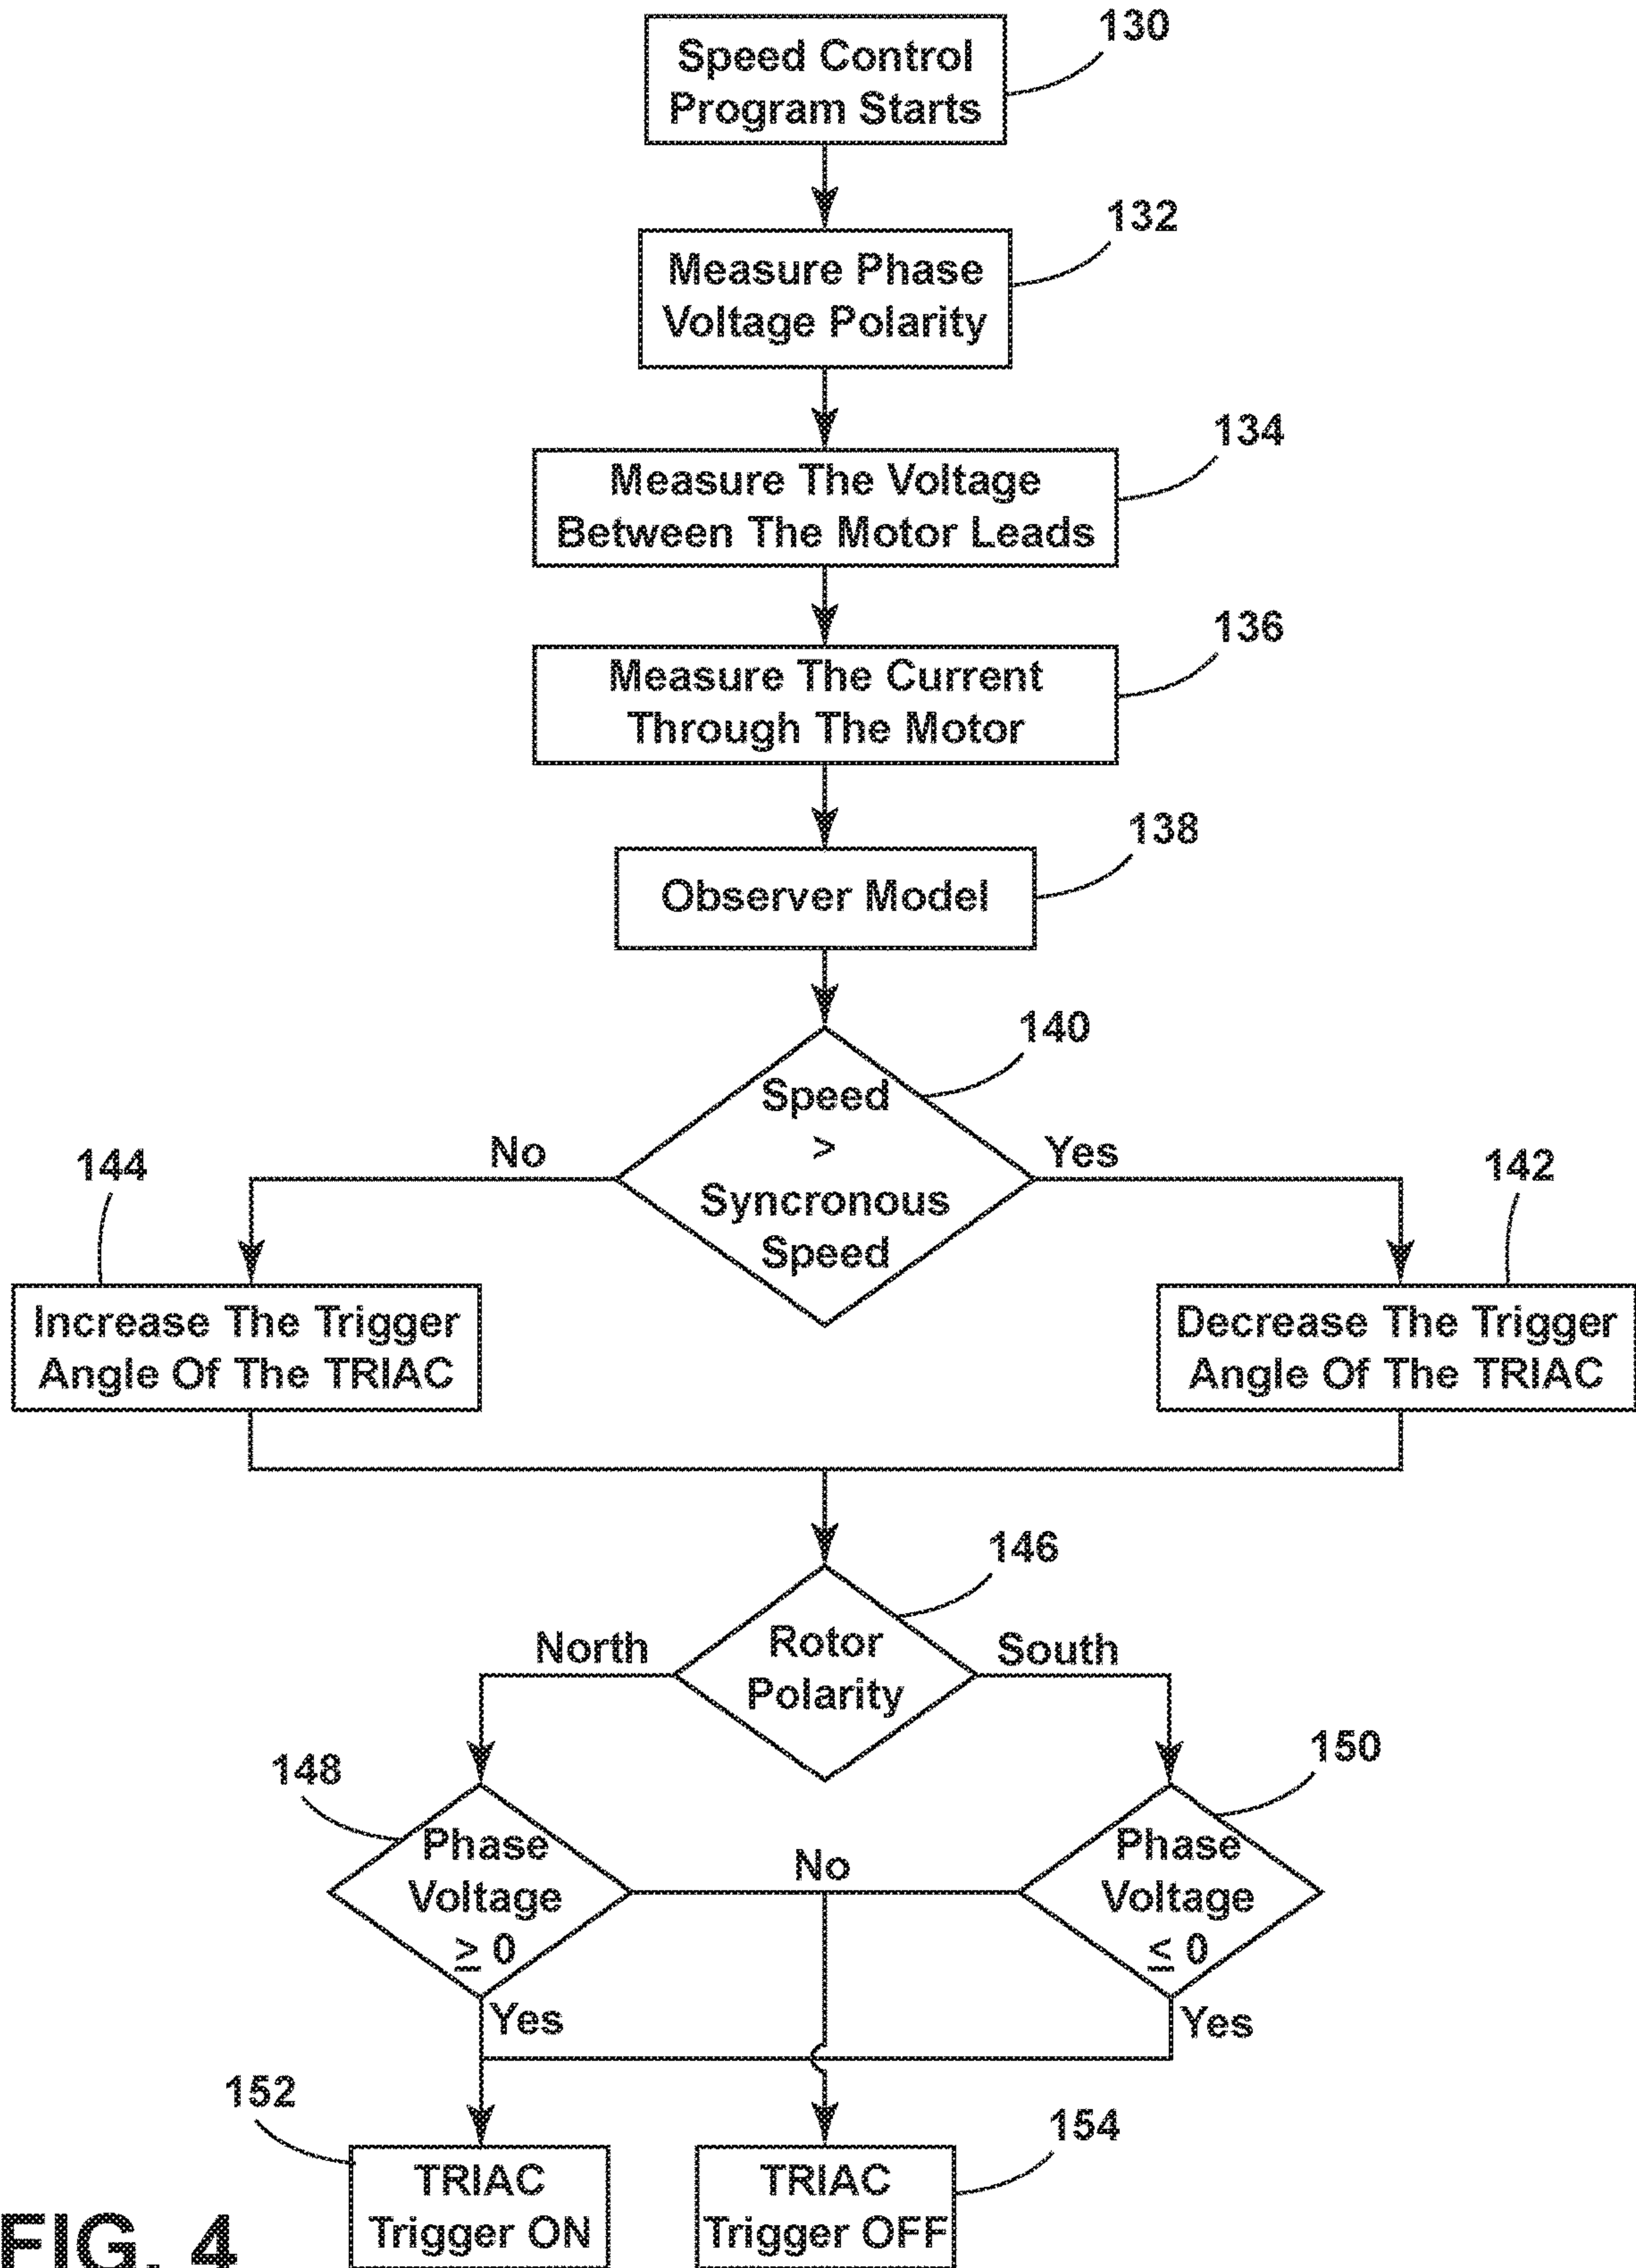 130
Speed Control
Program Starts
132
Measure Phase
Voltage Polarity
134
Measure The Voltage
Between The Motor Leads
136
Measure The Current
Through The Motor
138
Observer Model
140
Speed
>
Syncronous
Speed
No
Yes
144
142
Increase The Trigger
Angle Of The TRIAC
Decrease The Trigger
Angle Of The TRIAC
146
Rotor
Polarity
North
South
148
150
Phase
Voltage
≥ 0
No
Phase
Voltage
≤ 0
Yes
Yes
152
154
TRIAC
Trigger ON
TRIAC
Trigger OFF
FIG. 4